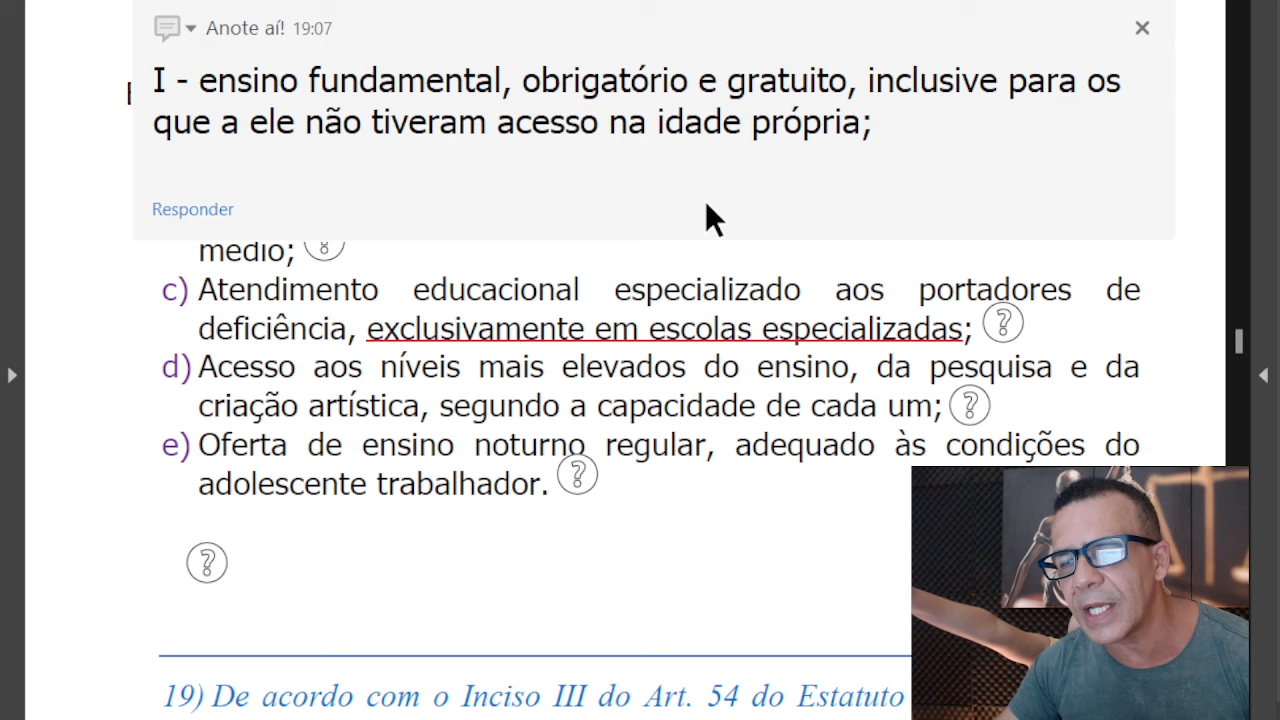 Anote aí! 19:07
I - ensino fundamental, obrigatório e gratuito, inclusive para os
que a ele não tiveram acesso na idade própria;
Responder
médio;
c) Atendimento educacional especializado aos portadores de
deficiência, exclusivamente em escolas especializadas;
d) Acesso aos níveis mais elevados do ensino, da pesquisa e da
criação artística, segundo a capacidade de cada um;
e) Oferta de ensino noturno regular, adequado às condições do
adolescente trabalhador.
19) De acordo com o Inciso III do Art. 54 do Estatuto